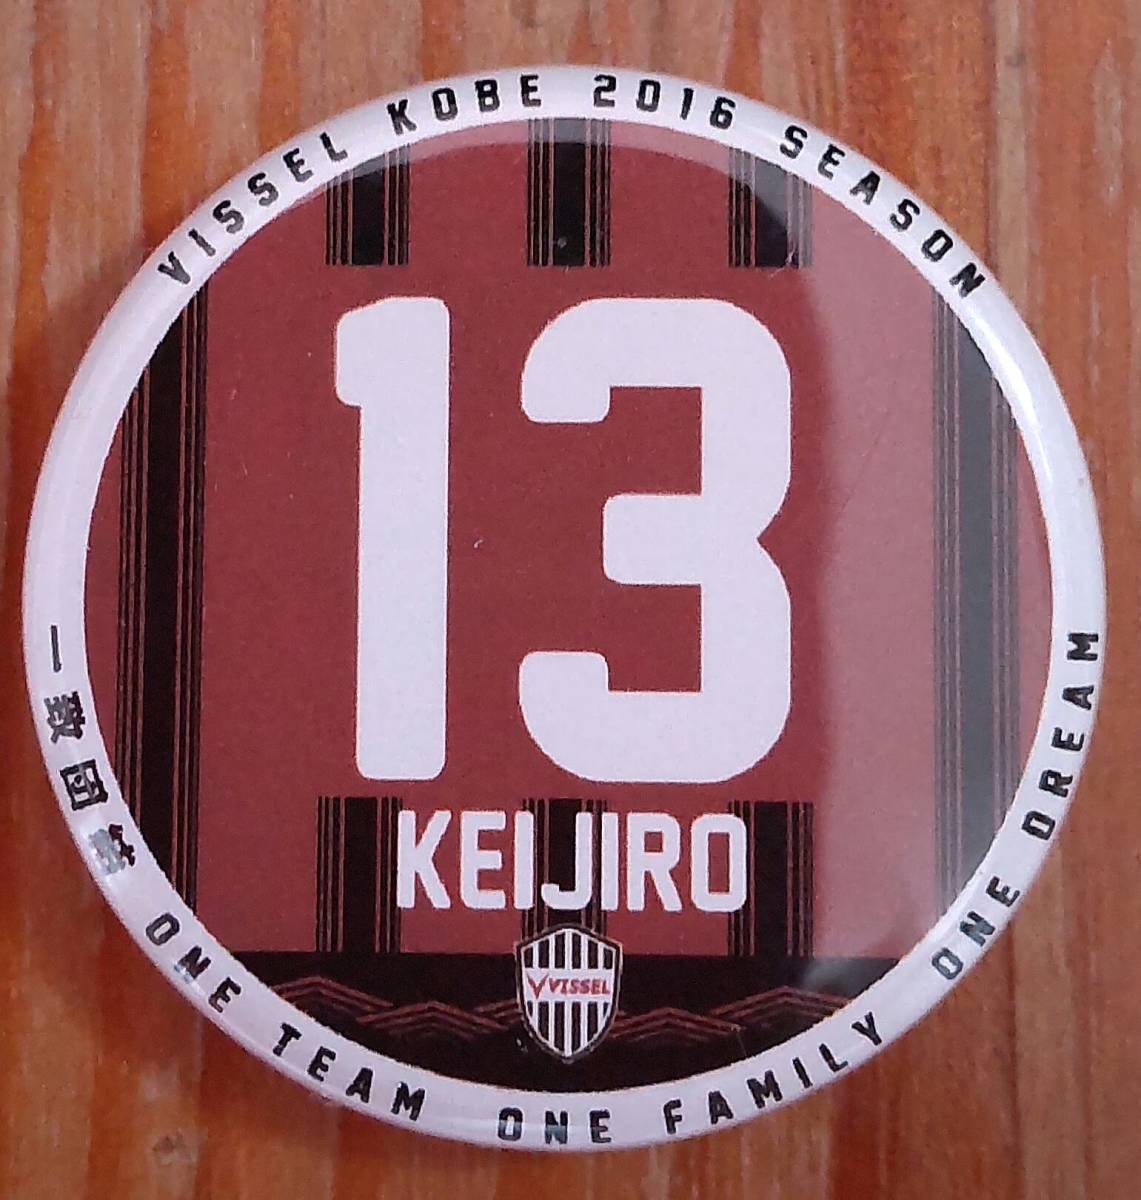 VISSEL KOBE 2016 SEASON
13
KEIJIRO
VISSEL
一致団結 ONE TEAM ONE FAMILY ONE DREAM